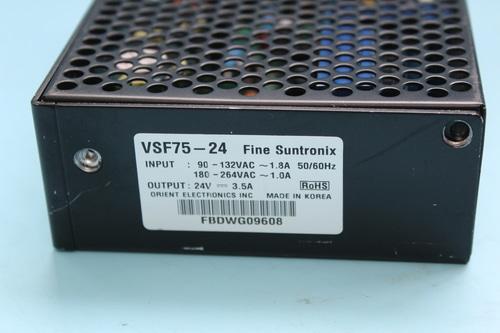 VSF75-24 Fine Suntronix
INPUT : 90 -132VAC ~1.8A 50/60Hz
180 -264VAC ~1.0A
OUTPUT : 24V ⎓ 3.5A RoHS
ORIENT ELECTRONICS INC MADE IN KOREA
FBDWG09608